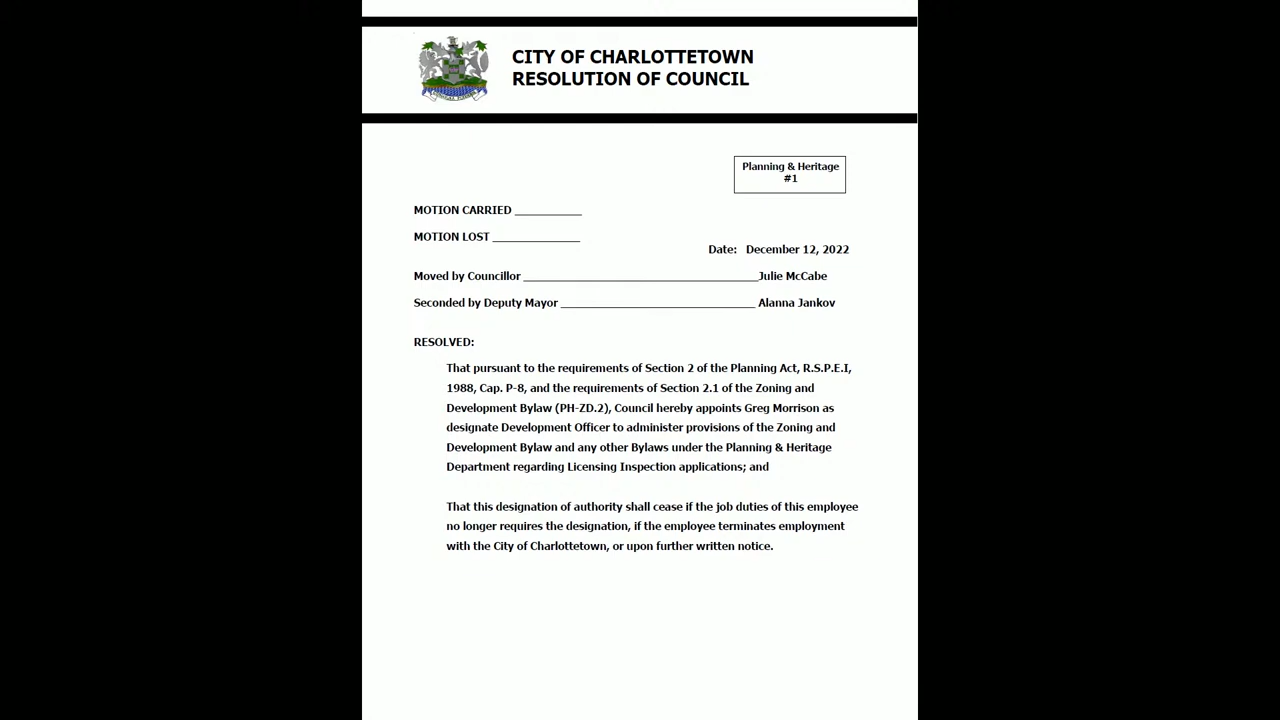 CITY OF CHARLOTTETOWN
RESOLUTION OF COUNCIL
Planning & Heritage
#1
MOTION CARRIED ___________
MOTION LOST ______________
Date: December 12, 2022
Moved by Councillor ______________________________________Julie McCabe
Seconded by Deputy Mayor _______________________________ Alanna Jankov
RESOLVED:
That pursuant to the requirements of Section 2 of the Planning Act, R.S.P.E.I,
1988, Cap. P-8, and the requirements of Section 2.1 of the Zoning and
Development Bylaw (PH-ZD.2), Council hereby appoints Greg Morrison as
designate Development Officer to administer provisions of the Zoning and
Development Bylaw and any other Bylaws under the Planning & Heritage
Department regarding Licensing Inspection applications; and
That this designation of authority shall cease if the job duties of this employee
no longer requires the designation, if the employee terminates employment
with the City of Charlottetown, or upon further written notice.